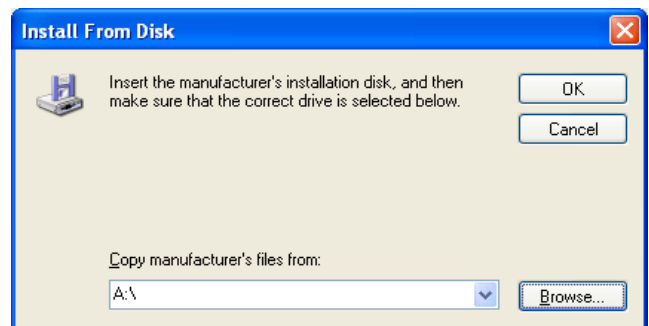 Install From Disk
Insert the manufacturer's installation disk, and then
make sure that the correct drive is selected below.
OK
Cancel
Copy manufacturer's files from:
A:\
Browse...